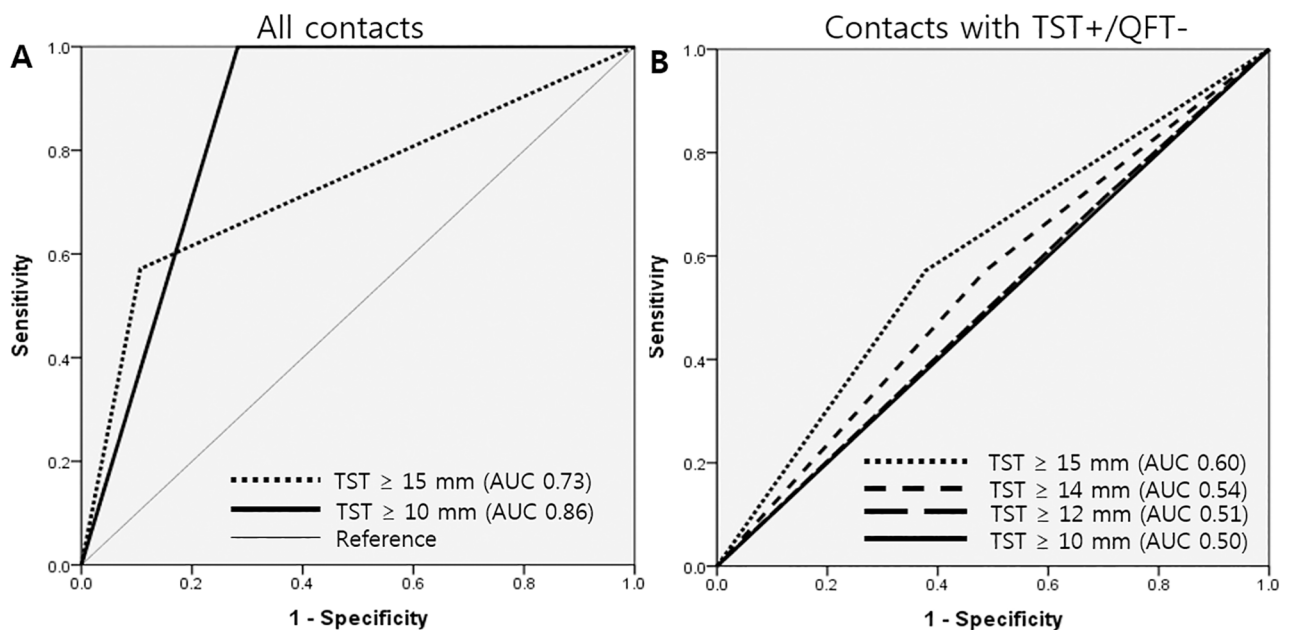 All contacts
A
1.0
0.8
0.6
0.4
0.2
0.0
Sensitivity
TST ≥ 15 mm (AUC 0.73)
TST ≥ 10 mm (AUC 0.86)
Reference
0.0 0.2 0.4 0.6 0.8 1.0
1 - Specificity
Contacts with TST+/QFT-
B
1.0
0.8
0.6
0.4
0.2
0.0
Sensitiviry
TST ≥ 15 mm (AUC 0.60)
TST ≥ 14 mm (AUC 0.54)
TST ≥ 12 mm (AUC 0.51)
TST ≥ 10 mm (AUC 0.50)
0.0 0.2 0.4 0.6 0.8 1.0
1 - Specificity